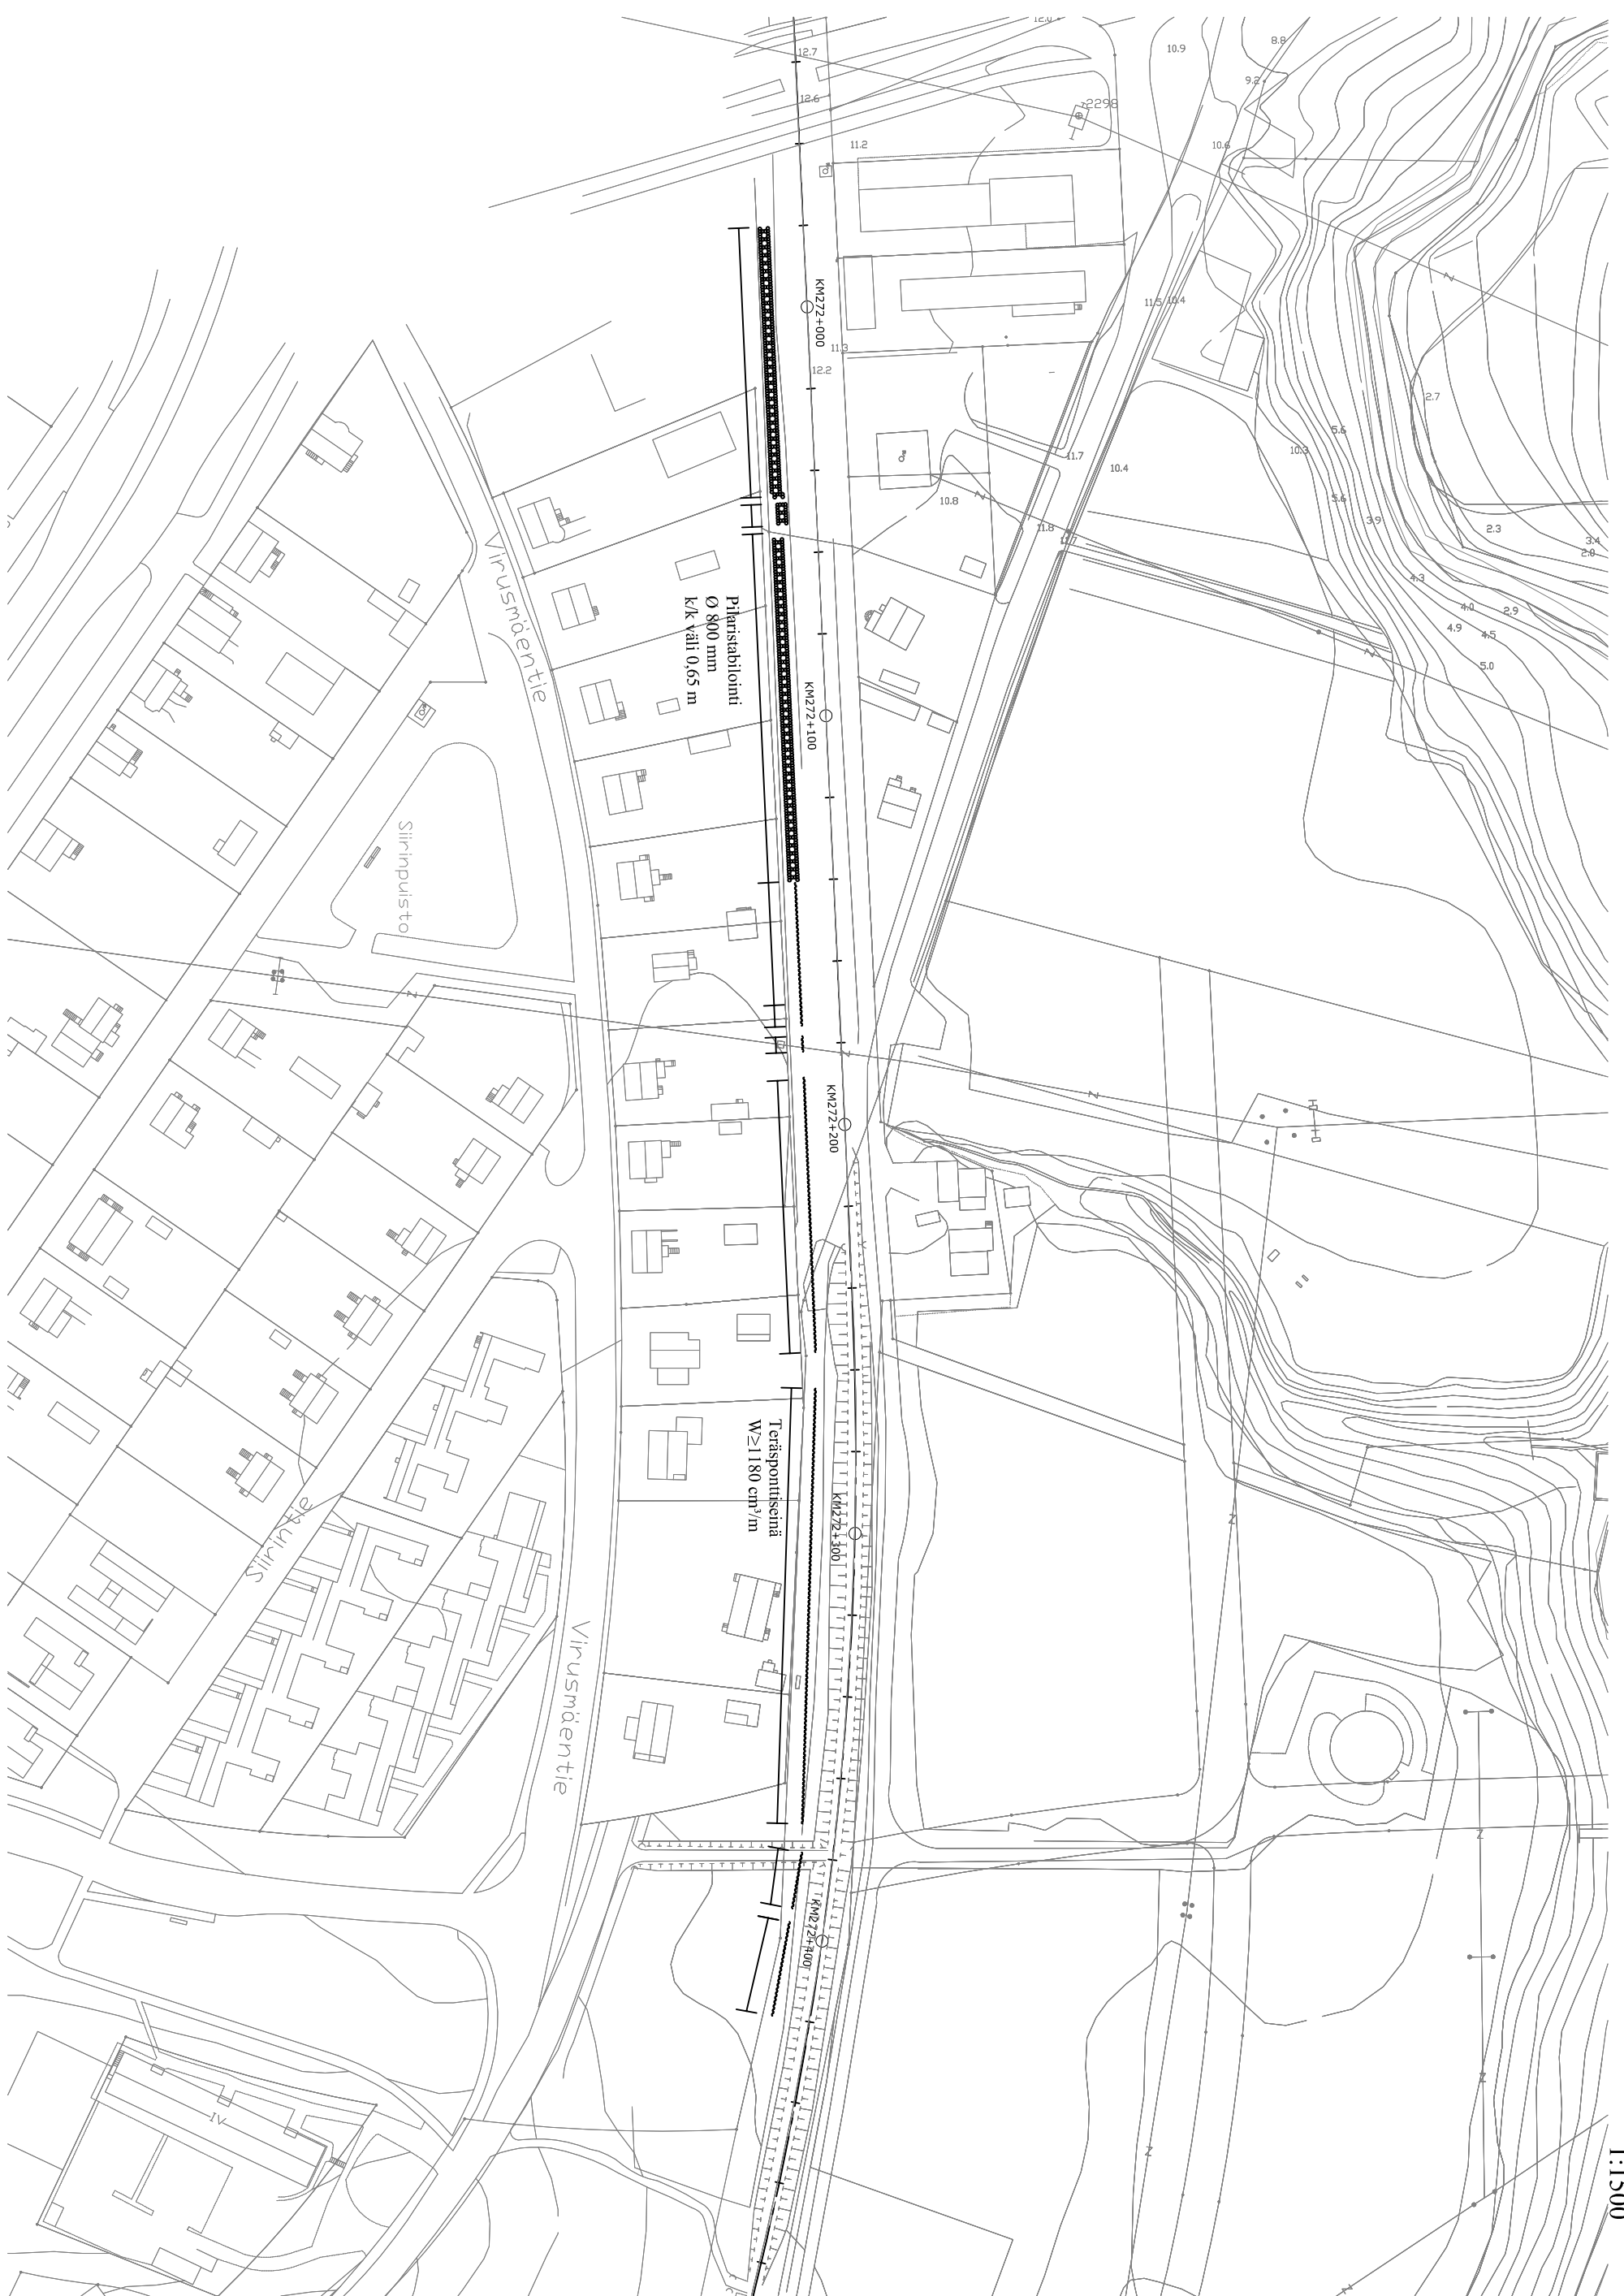 12.0
12.7
12.6
10.9
8.8
9.2
2298
11.2
10.6
KM272+000
11.5
10.4
11.3
12.2
2.7
5.6
10.3
11.7
10.4
10.8
5.6
3.9
11.8
2.3
3.4
2.0
4.3
4.0
2.9
4.9
4.5
5.0
Virusmäentie
Pilaristabilointi
Ø 800 mm
k/k väli 0,65 m
KM272+100
Siirinpuisto
KM272+200
Teräsponttiseinä
W≥1180 cm³/m
KM272+300
Siirintie
Virusmäentie
KM272+400
IV
1:1500